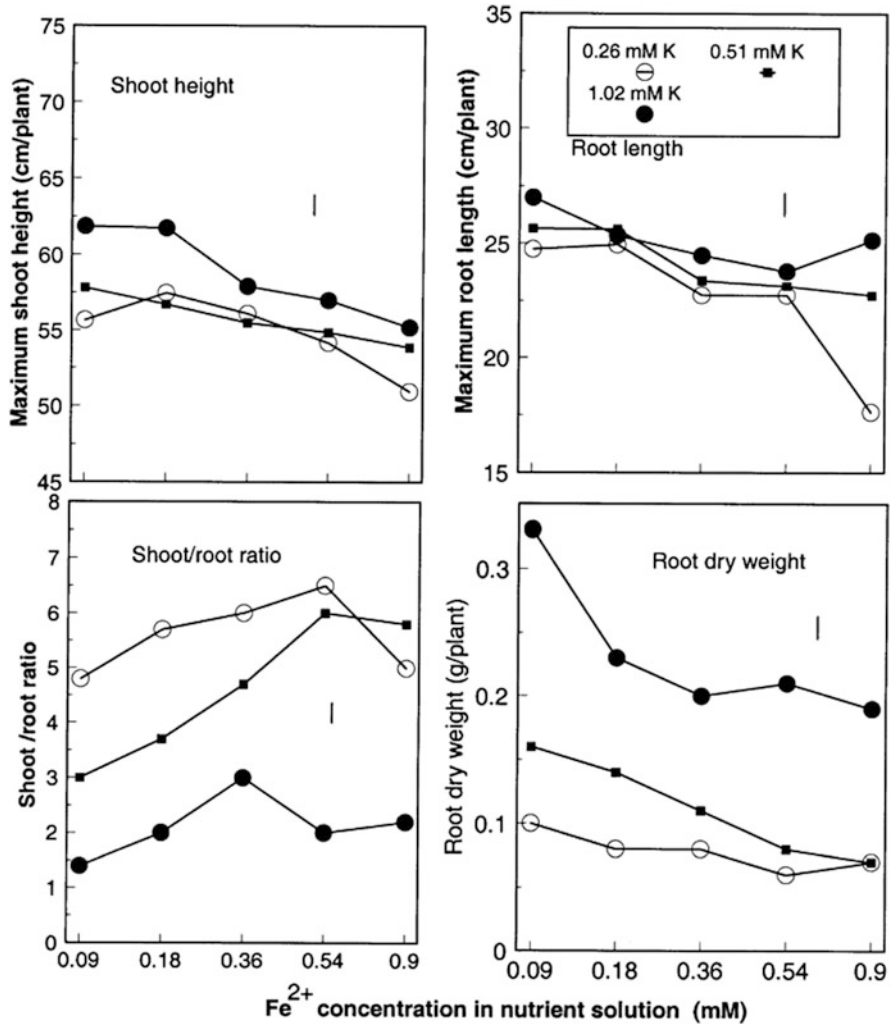 Maximum shoot height (cm/plant)
75
70
65
60
55
50
45
Shoot height
Maximum root length (cm/plant)
35
30
25
20
15
0.26 mM K 0.51 mM K
1.02 mM K
Root length
Shoot /root ratio
8
7
6
5
4
3
2
1
0
Shoot/root ratio
0.09 0.18 0.36 0.54 0.9
Root dry weight (g/plant)
0.3
0.2
0.1
0
Root dry weight
0.09 0.18 0.36 0.54 0.9
Fe2+ concentration in nutrient solution (mM)